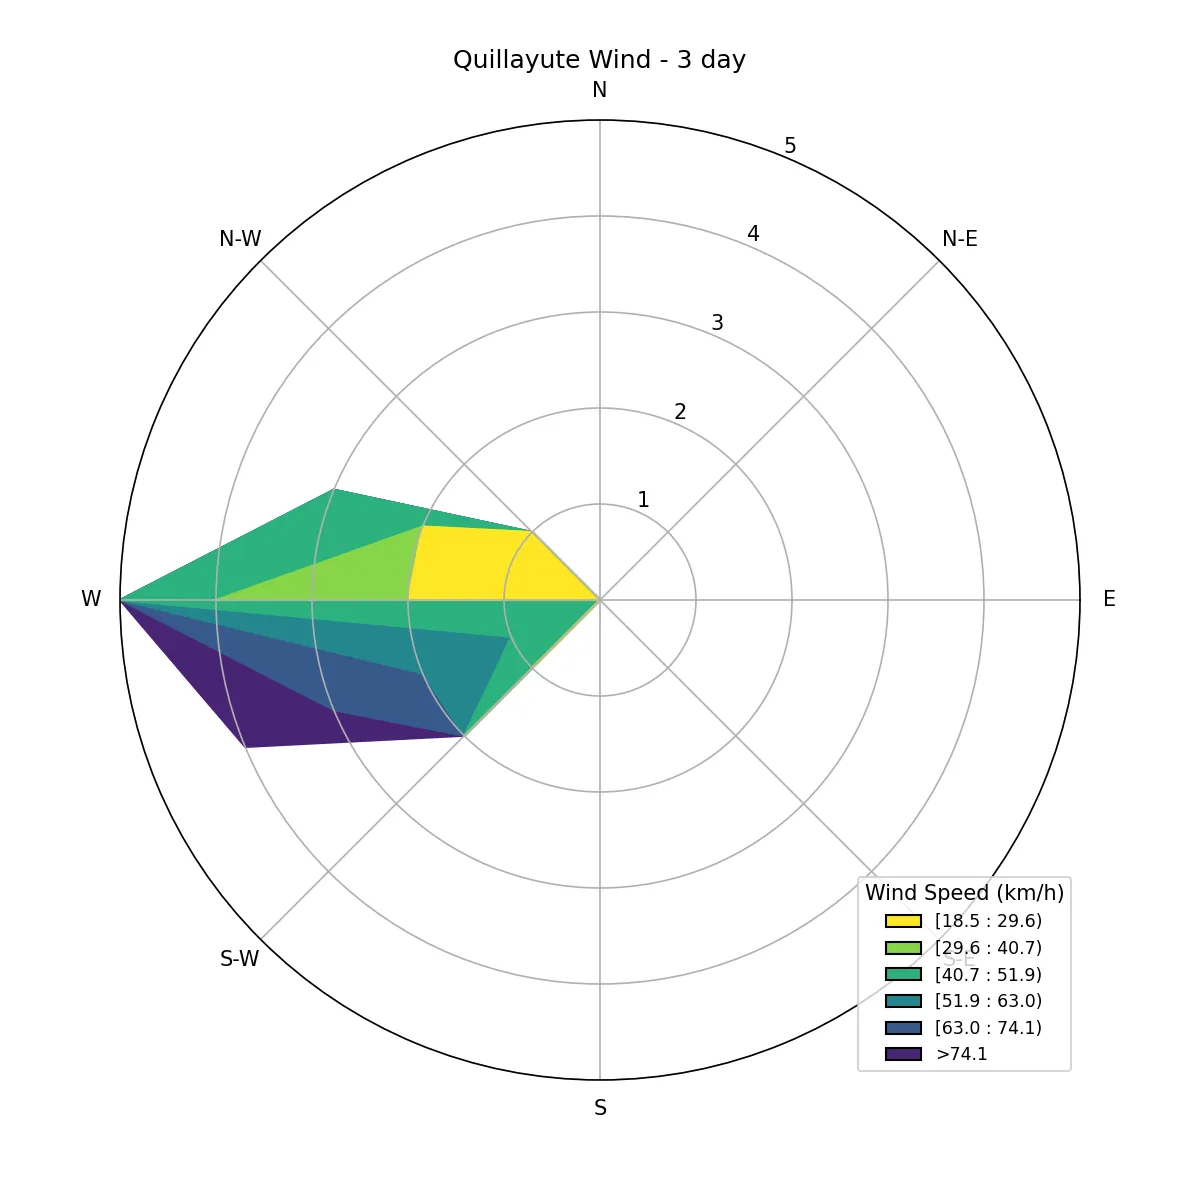 Quillayute Wind - 3 day
N
5
N-W
4
N-E
3
2
1
W
E
S-W
S-E
S
Wind Speed (km/h)
[18.5 : 29.6)
[29.6 : 40.7)
[40.7 : 51.9)
[51.9 : 63.0)
[63.0 : 74.1)
>74.1